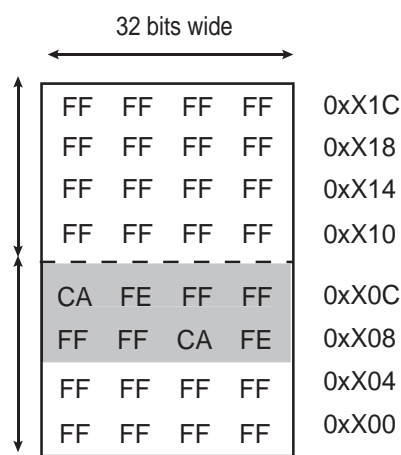 32 bits wide
FF FF FF FF 0xX1C
FF FF FF FF 0xX18
FF FF FF FF 0xX14
FF FF FF FF 0xX10
CA FE FF FF 0xX0C
FF FF CA FE 0xX08
FF FF FF FF 0xX04
FF FF FF FF 0xX00